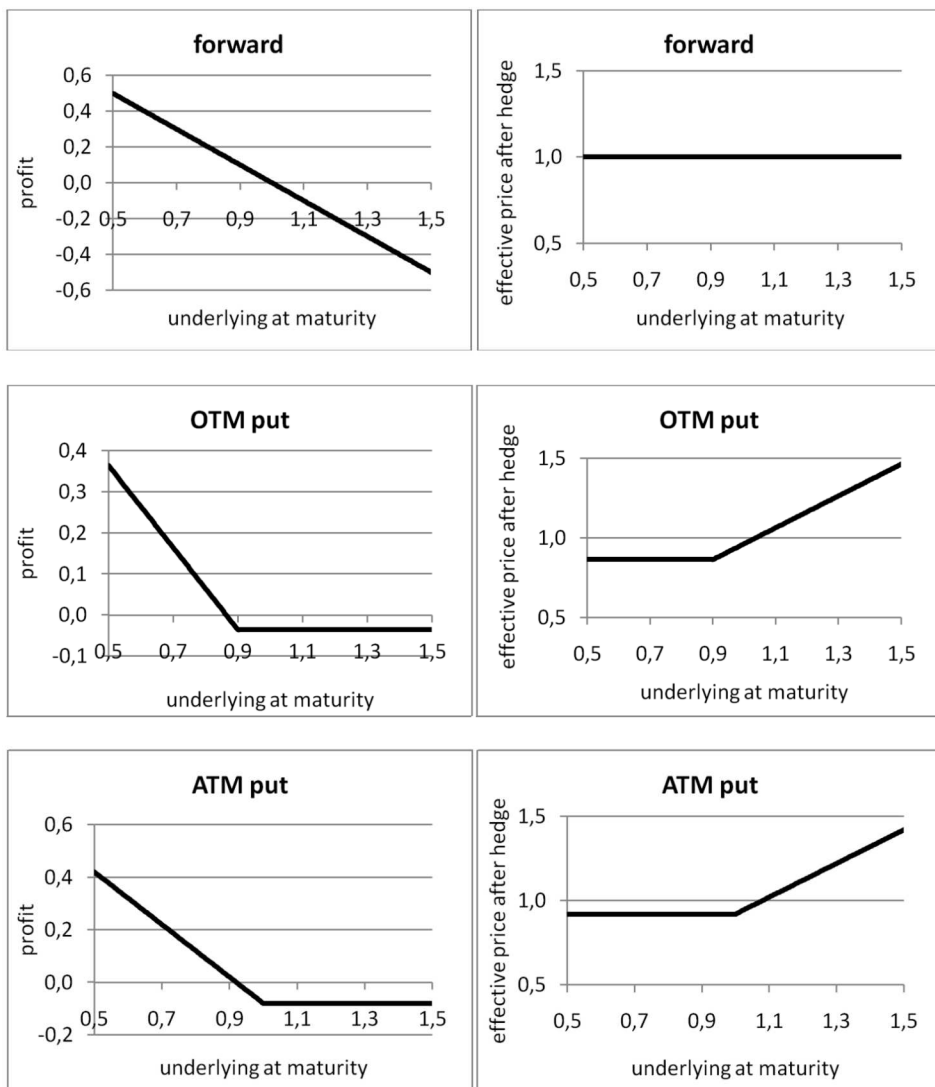 forward
0,6
0,4
0,2
0,0
-0,2
-0,4
-0,6
0,5 0,7 0,9 1,1 1,3 1,5
profit
underlying at maturity
forward
1,5
1,0
0,5
0,5 0,7 0,9 1,1 1,3 1,5
effective price after hedge
underlying at maturity
OTM put
0,4
0,3
0,2
0,1
0,0
-0,1
0,5 0,7 0,9 1,1 1,3 1,5
profit
underlying at maturity
OTM put
1,5
1,0
0,5
0,5 0,7 0,9 1,1 1,3 1,5
effective price after hedge
underlying at maturity
ATM put
0,6
0,4
0,2
0,0
-0,2
0,5 0,7 0,9 1,1 1,3 1,5
profit
underlying at maturity
ATM put
1,5
1,0
0,5
0,5 0,7 0,9 1,1 1,3 1,5
effective price after hedge
underlying at maturity